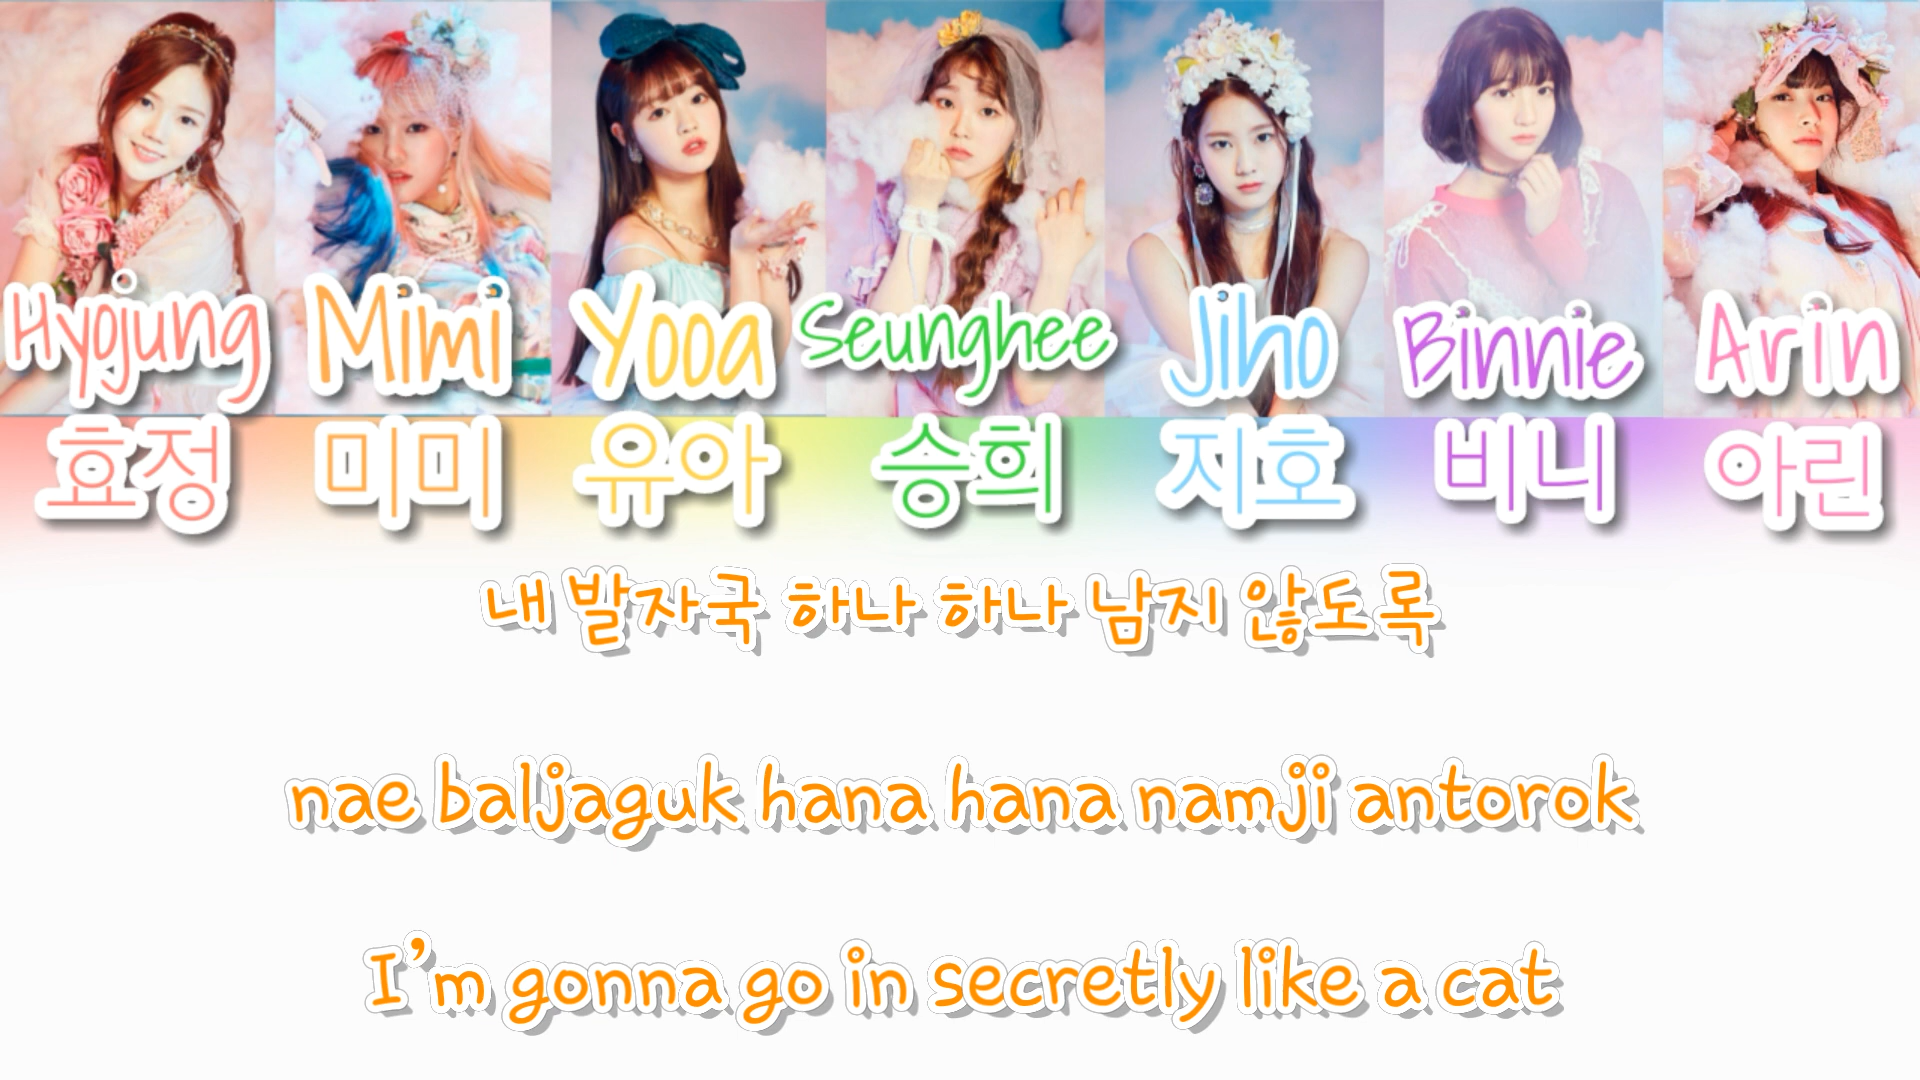 Hyojung Mimi Yooa Seunghee Jiho Binnie Arin
효정 미미 유아 승희 지호 비니 아린
내 발자국 하나 하나 남지 않도록
nae baljaguk hana hana namji antorok
I'm gonna go in secretly like a cat